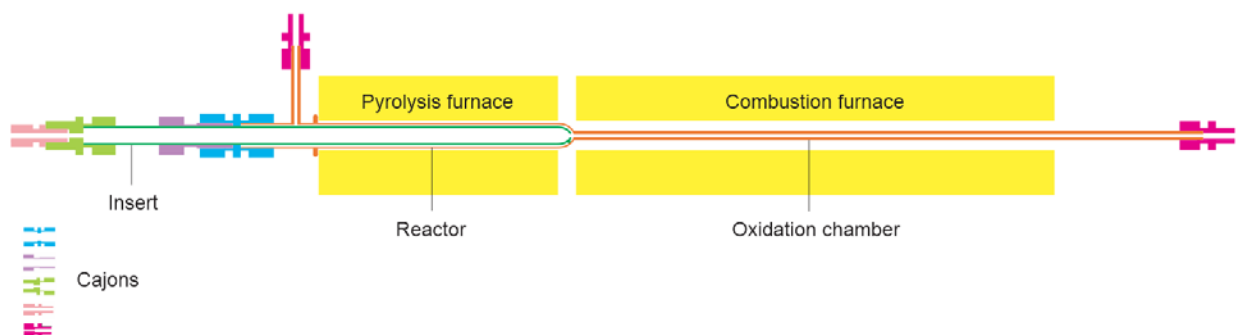 Pyrolysis furnace
Combustion furnace
Insert
Reactor
Oxidation chamber
Cajons